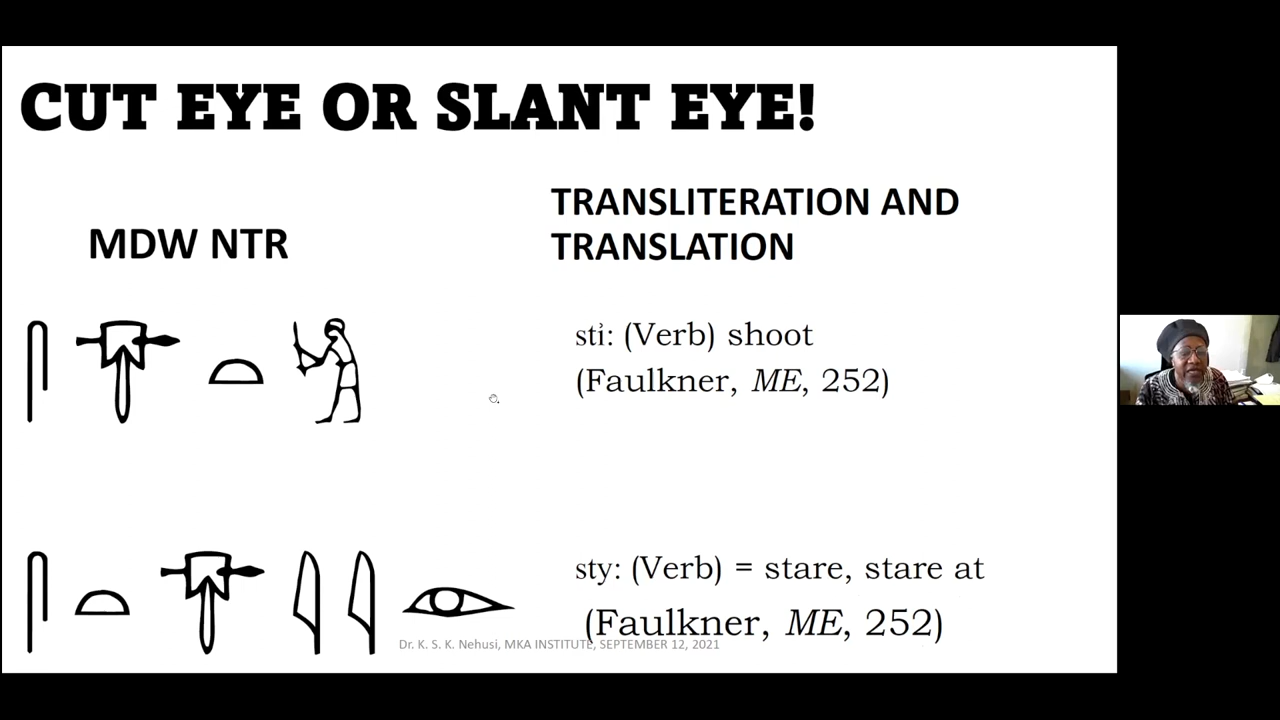 CUT EYE OR SLANT EYE!
MDW NTR
TRANSLITERATION AND
TRANSLATION
𓋴 𓄝 𓏏 𓀜
stỉ: (Verb) shoot
(Faulkner, ME, 252)
𓋴 𓏏 𓄝 𓇋 𓇋 𓁹
sty: (Verb) = stare, stare at
(Faulkner, ME, 252)
Dr. K. S. K. Nehusi, MKA INSTITUTE, SEPTEMBER 12, 2021